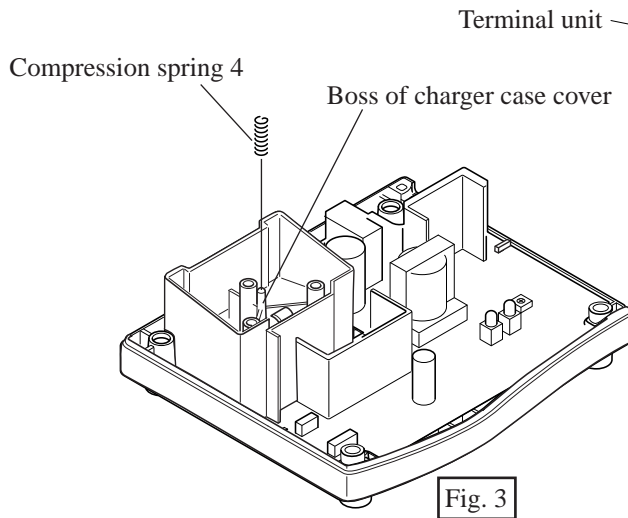 Terminal unit
Compression spring 4
Boss of charger case cover
Fig. 3